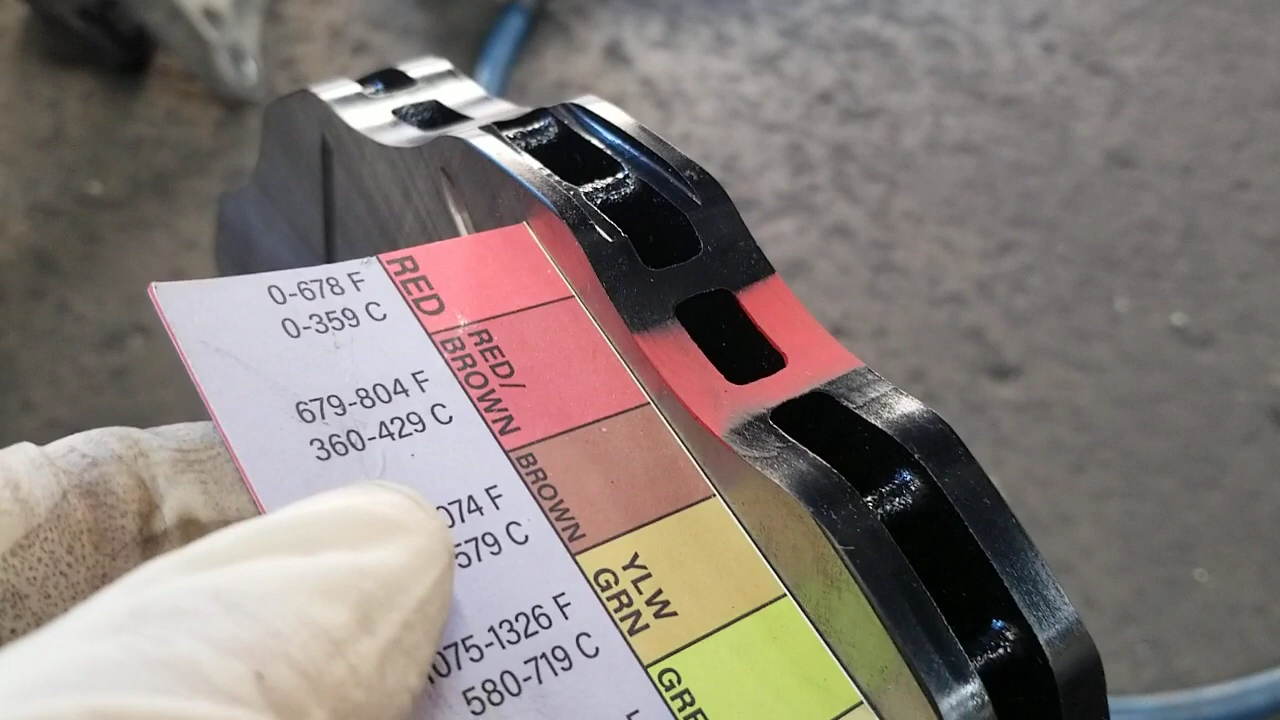 0-678 F
0-359 C
RED
679-804 F
360-429 C
RED/
BROWN
074 F
579 C
BROWN
1075-1326 F
580-719 C
YLW
GRN